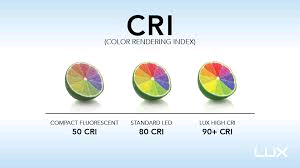 CRI
(COLOR RENDERING INDEX)
COMPACT FLUORESCENT
50 CRI
STANDARD LED
80 CRI
LUX HIGH CRI
90+ CRI
LUX